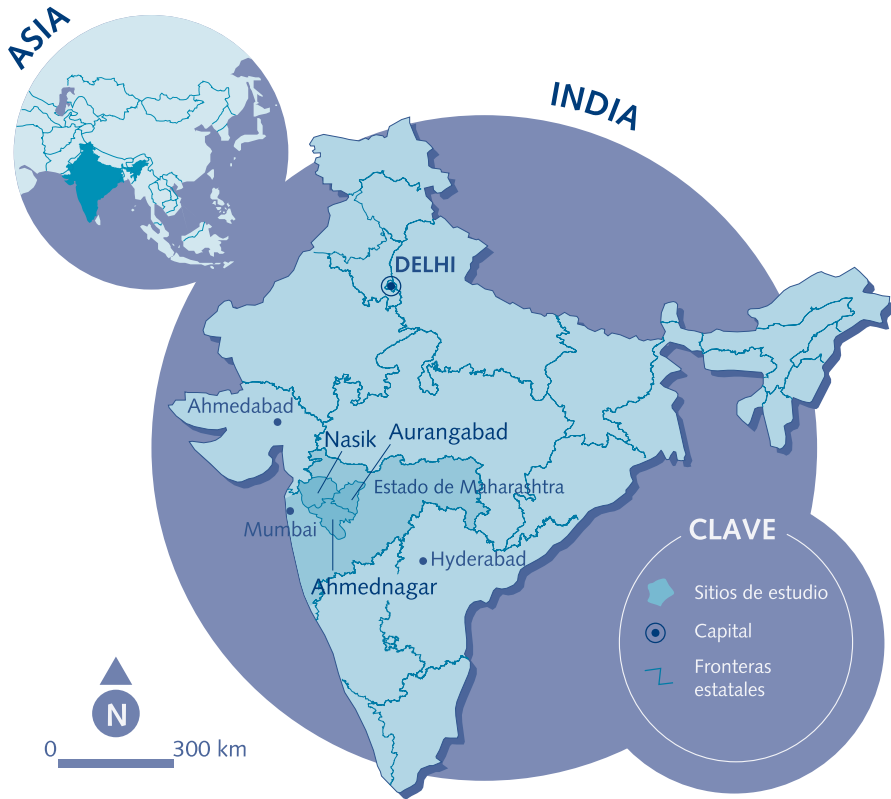 ASIA
INDIA
DELHI
Ahmedabad
Nasik
Aurangabad
Estado de Maharashtra
Mumbai
Hyderabad
Ahmednagar
CLAVE
Sitios de estudio
Capital
Fronteras
estatales
N
0
300 km